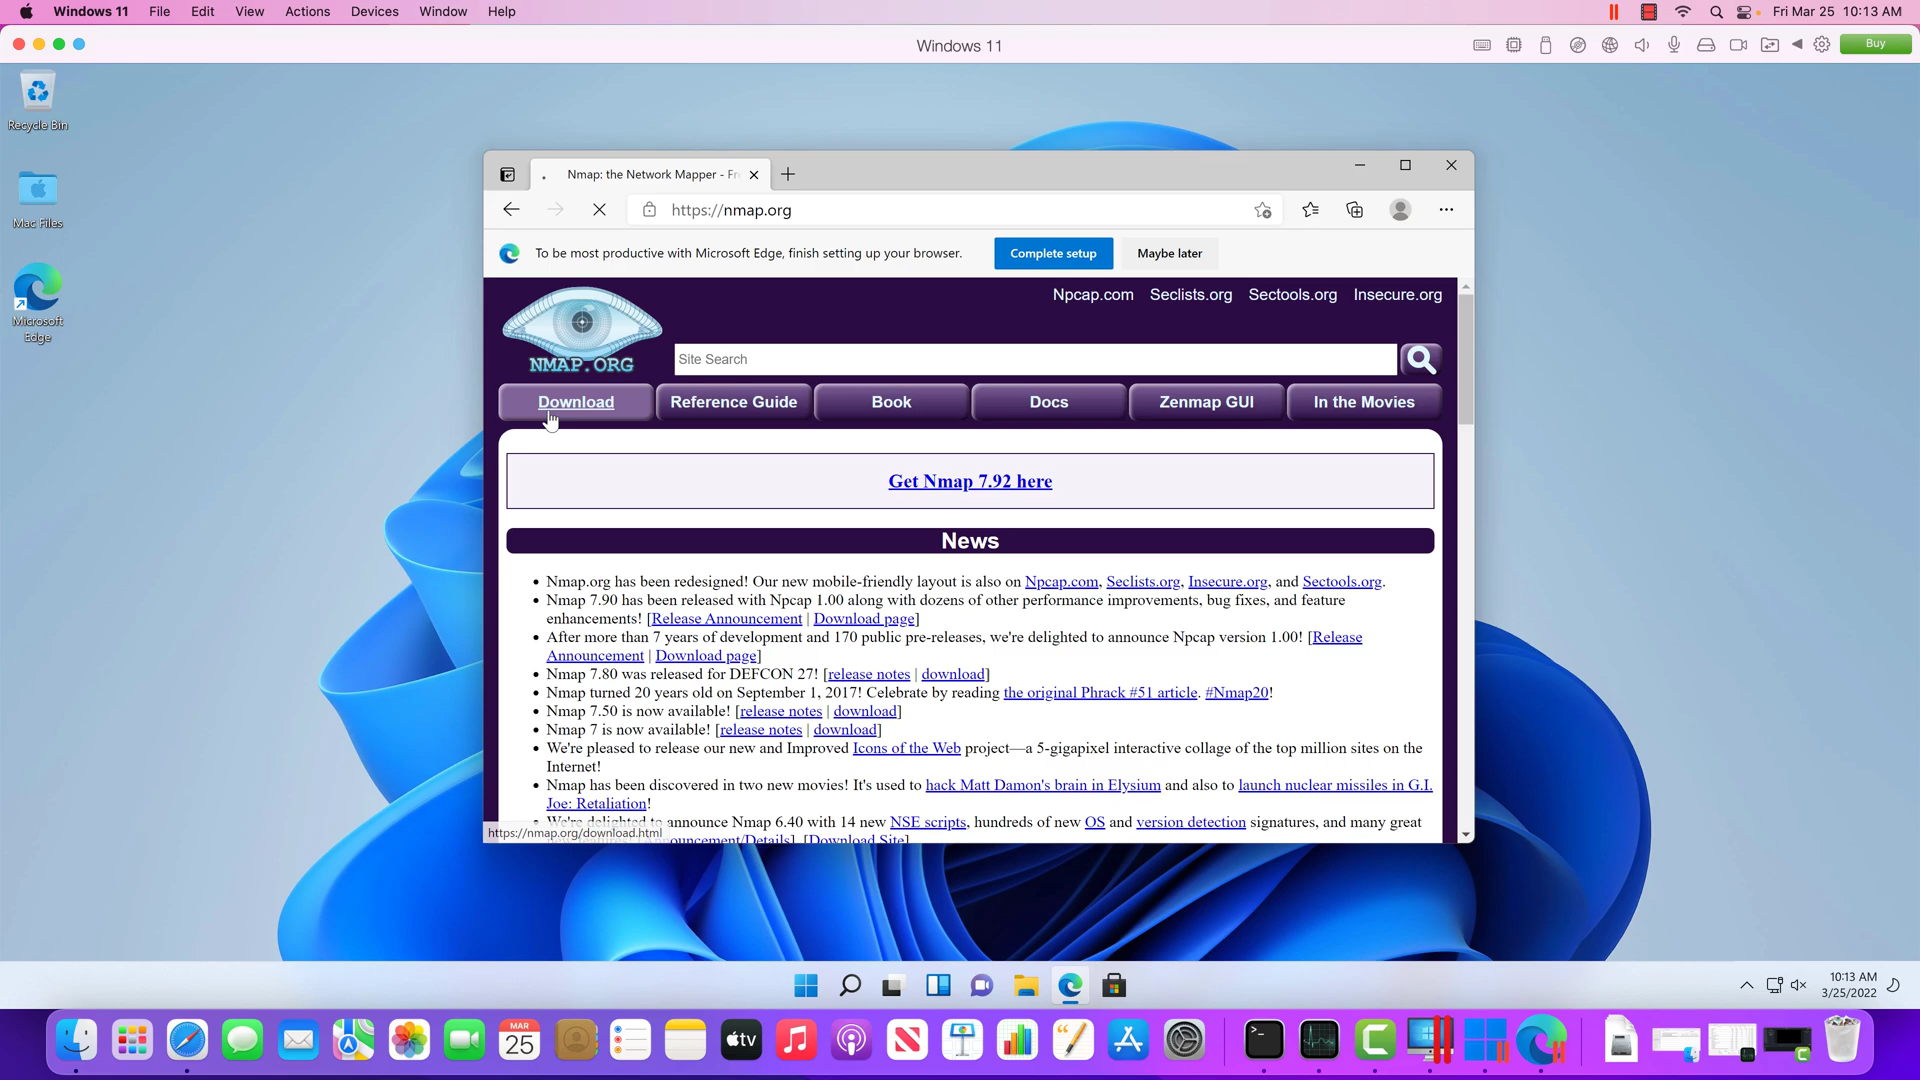 Windows 11 File Edit View Actions Devices Window Help Fri Mar 25 10:13 AM
Windows 11
Buy
Recycle Bin
Mac Files
Microsoft
Edge
Nmap: the Network Mapper - Fr
https://nmap.org
To be most productive with Microsoft Edge, finish setting up your browser. Complete setup Maybe later
Npcap.com Seclists.org Sectools.org Insecure.org
NMAP.ORG
Site Search
Download Reference Guide Book Docs Zenmap GUI In the Movies
Get Nmap 7.92 here
News
• Nmap.org has been redesigned! Our new mobile-friendly layout is also on Npcap.com, Seclists.org, Insecure.org, and Sectools.org.
• Nmap 7.90 has been released with Npcap 1.00 along with dozens of other performance improvements, bug fixes, and feature
enhancements! [Release Announcement | Download page]
• After more than 7 years of development and 170 public pre-releases, we're delighted to announce Npcap version 1.00! [Release
Announcement | Download page]
• Nmap 7.80 was released for DEFCON 27! [release notes | download]
• Nmap turned 20 years old on September 1, 2017! Celebrate by reading the original Phrack #51 article. #Nmap20!
• Nmap 7.50 is now available! [release notes | download]
• Nmap 7 is now available! [release notes | download]
• We're pleased to release our new and Improved Icons of the Web project—a 5-gigapixel interactive collage of the top million sites on the
Internet!
• Nmap has been discovered in two new movies! It's used to hack Matt Damon's brain in Elysium and also to launch nuclear missiles in G.I.
Joe: Retaliation!
• We're delighted to announce Nmap 6.40 with 14 new NSE scripts, hundreds of new OS and version detection signatures, and many great
new features! [Announcement/Details], [Download Site]
https://nmap.org/download.html
10:13 AM
3/25/2022
MAR
25
tv